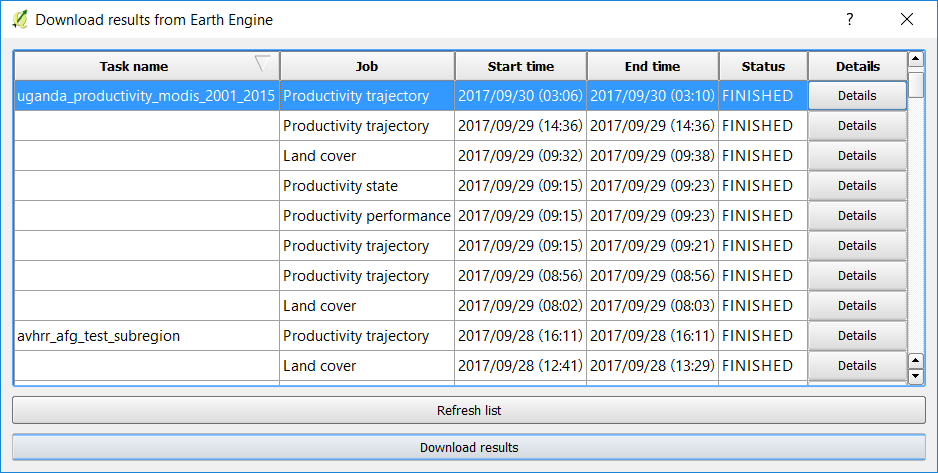 Download results from Earth Engine ? ×
Task name Job Start time End time Status Details
uganda_productivity_modis_2001_2015 Productivity trajectory 2017/09/30 (03:06) 2017/09/30 (03:10) FINISHED Details
Productivity trajectory 2017/09/29 (14:36) 2017/09/29 (14:36) FINISHED Details
Land cover 2017/09/29 (09:32) 2017/09/29 (09:38) FINISHED Details
Productivity state 2017/09/29 (09:15) 2017/09/29 (09:23) FINISHED Details
Productivity performance 2017/09/29 (09:15) 2017/09/29 (09:23) FINISHED Details
Productivity trajectory 2017/09/29 (09:15) 2017/09/29 (09:21) FINISHED Details
Productivity trajectory 2017/09/29 (08:56) 2017/09/29 (08:56) FINISHED Details
Land cover 2017/09/29 (08:02) 2017/09/29 (08:03) FINISHED Details
avhrr_afg_test_subregion Productivity trajectory 2017/09/28 (16:11) 2017/09/28 (16:11) FINISHED Details
Land cover 2017/09/28 (12:41) 2017/09/28 (13:29) FINISHED Details
Refresh list
Download results